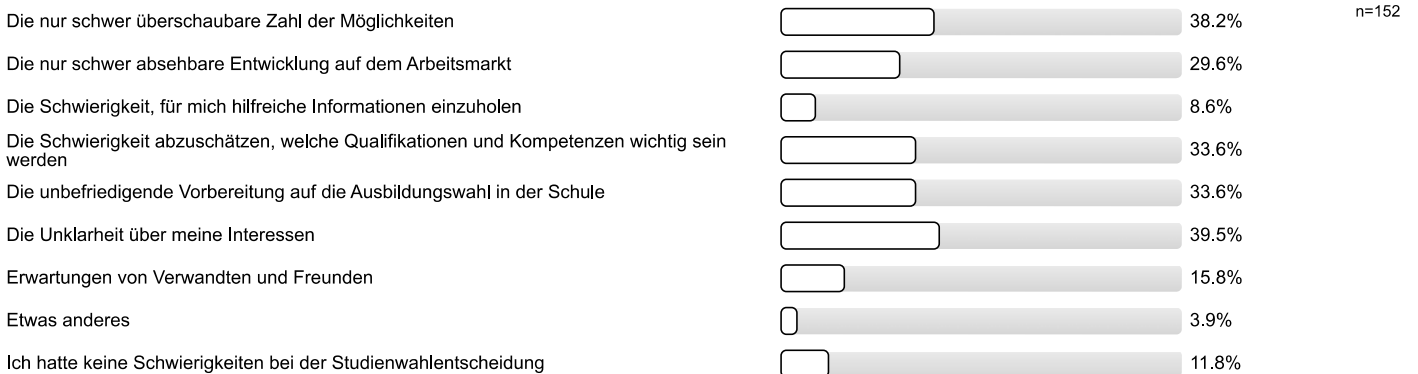 Die nur schwer überschaubare Zahl der Möglichkeiten 38.2% n=152
Die nur schwer absehbare Entwicklung auf dem Arbeitsmarkt 29.6%
Die Schwierigkeit, für mich hilfreiche Informationen einzuholen 8.6%
Die Schwierigkeit abzuschätzen, welche Qualifikationen und Kompetenzen wichtig sein
werden 33.6%
Die unbefriedigende Vorbereitung auf die Ausbildungswahl in der Schule 33.6%
Die Unklarheit über meine Interessen 39.5%
Erwartungen von Verwandten und Freunden 15.8%
Etwas anderes 3.9%
Ich hatte keine Schwierigkeiten bei der Studienwahlentscheidung 11.8%